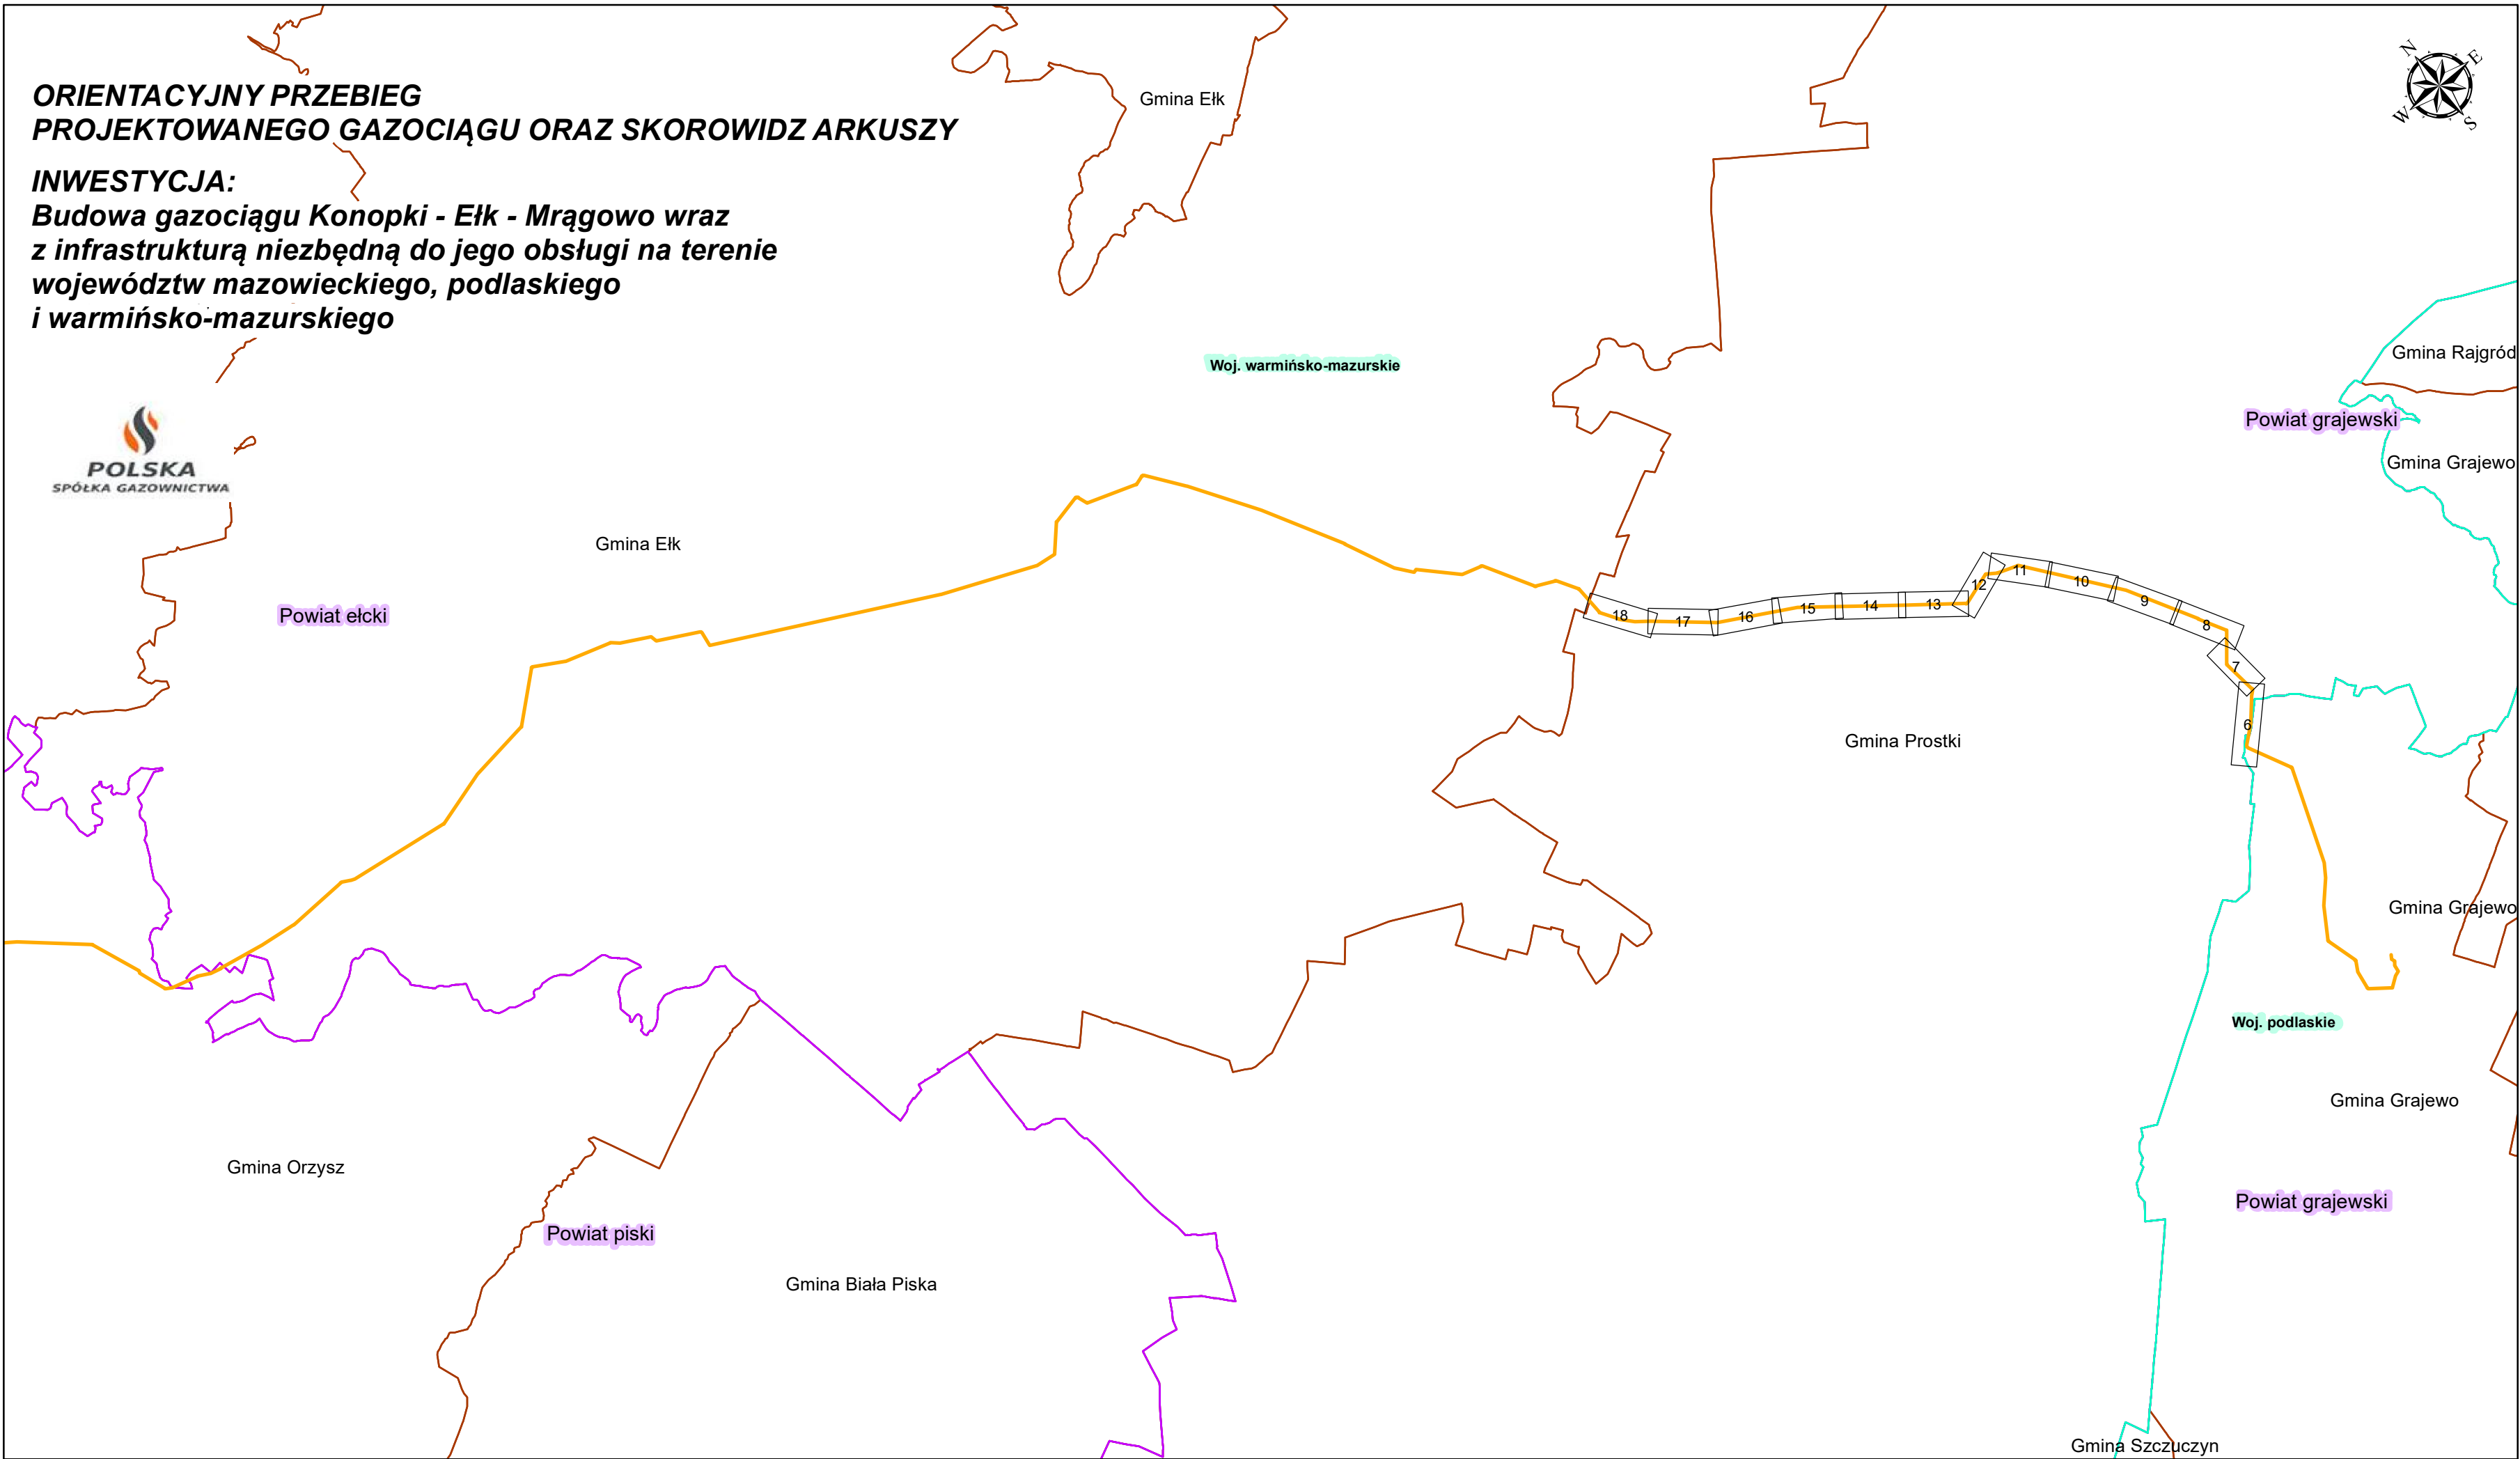 ORIENTACYJNY PRZEBIEG
PROJEKTOWANEGO GAZOCIĄGU ORAZ SKOROWIDZ ARKUSZY
INWESTYCJA:
Budowa gazociągu Konopki - Ełk - Mrągowo wraz
z infrastrukturą niezbędną do jego obsługi na terenie
województw mazowieckiego, podlaskiego
i warmińsko-mazurskiego
POLSKA
SPÓŁKA GAZOWNICTWA
N
E
W
S
Gmina Ełk
Woj. warmińsko-mazurskie
Gmina Rajgród
Powiat grajewski
Gmina Grajewo
Gmina Ełk
Powiat ełcki
18
17
16
15
14
13
12
11
10
9
8
7
6
Gmina Prostki
Gmina Grajewo
Woj. podlaskie
Gmina Grajewo
Gmina Orzysz
Powiat grajewski
Powiat piski
Gmina Biała Piska
Gmina Szczuczyn